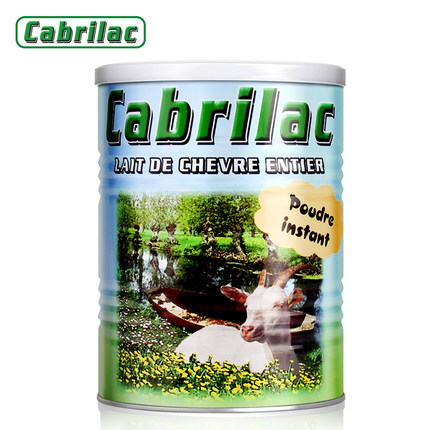 Cabrilac
Cabrilac
LAIT DE CHEVRE ENTIER
Poudre
instant